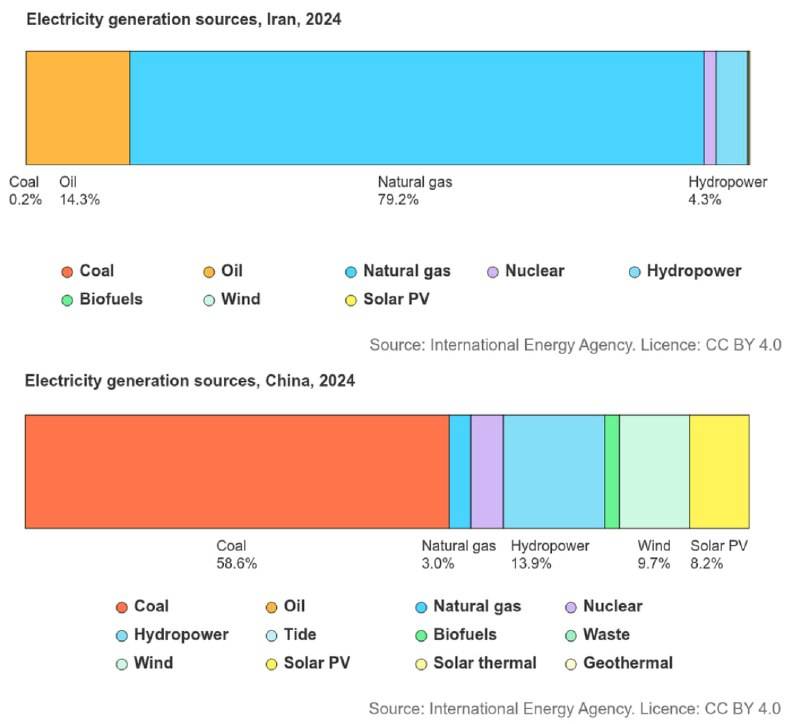 Electricity generation sources, Iran, 2024
Coal Oil Natural gas Hydropower
0.2% 14.3% 79.2% 4.3%
Coal Oil Natural gas Nuclear Hydropower
Biofuels Wind Solar PV
Source: International Energy Agency. Licence: CC BY 4.0
Electricity generation sources, China, 2024
Coal Natural gas Hydropower Wind Solar PV
58.6% 3.0% 13.9% 9.7% 8.2%
Coal Oil Natural gas Nuclear
Hydropower Tide Biofuels Waste
Wind Solar PV Solar thermal Geothermal
Source: International Energy Agency. Licence: CC BY 4.0